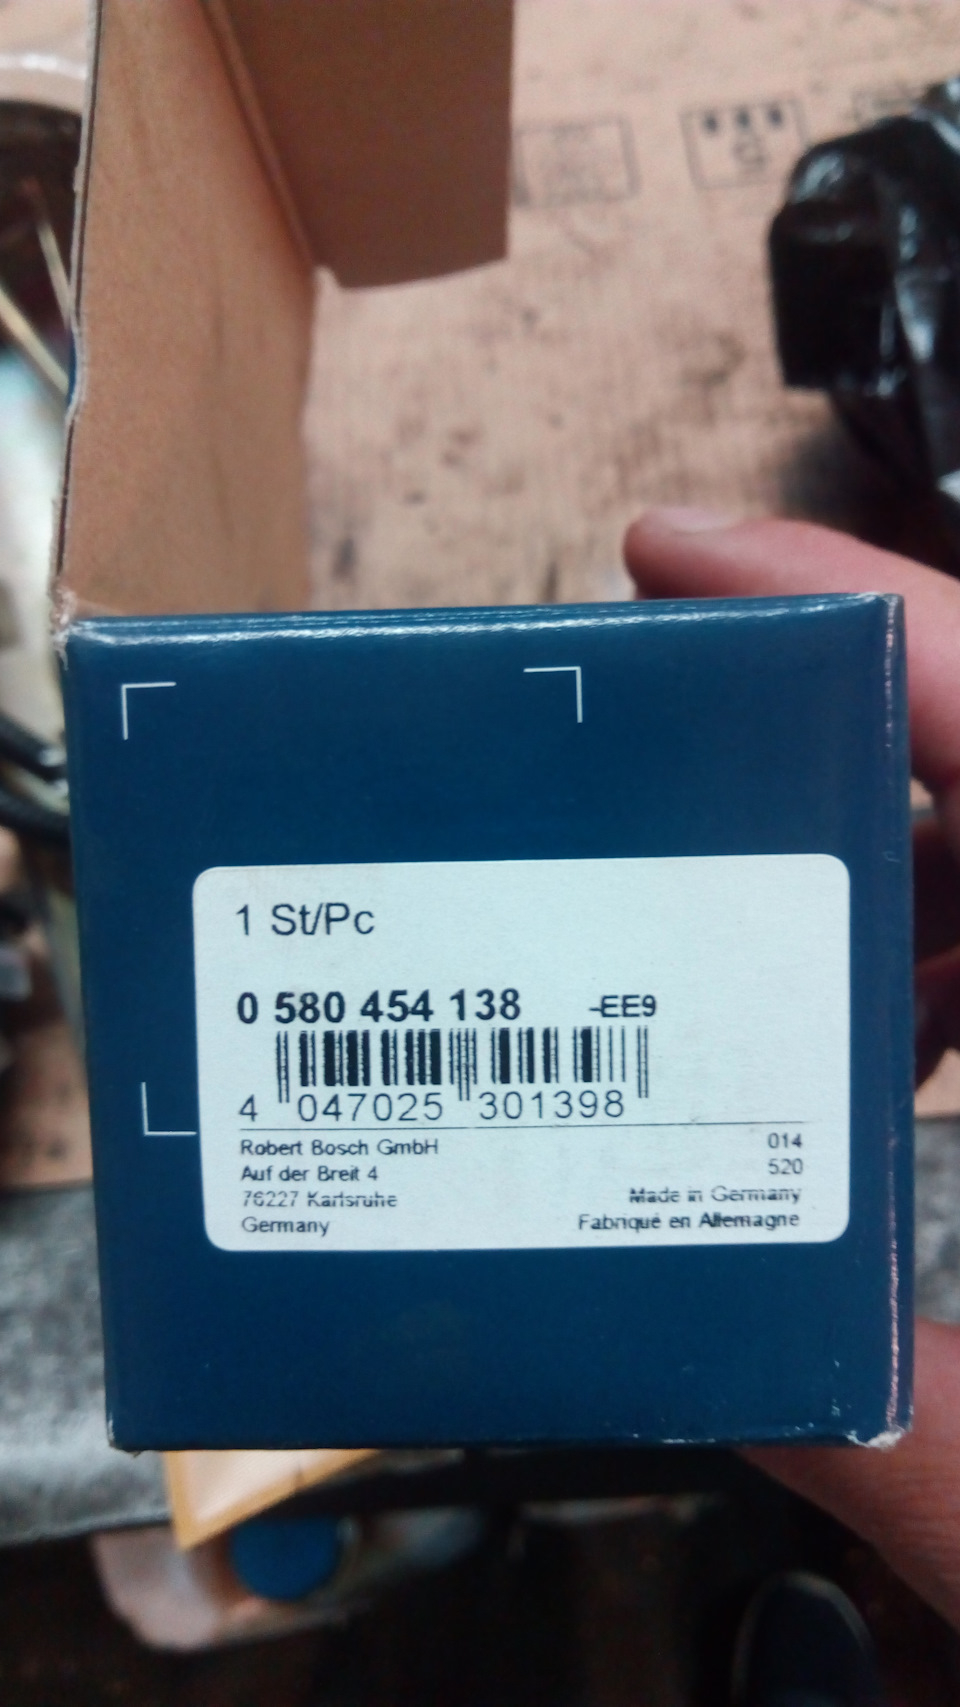 1 St/Pc
0 580 454 138 -EE9
4 047025 301398
Robert Bosch GmbH 014
Auf der Breit 4 520
76227 Karlsruhe Made in Germany
Germany Fabriqué en Allemagne